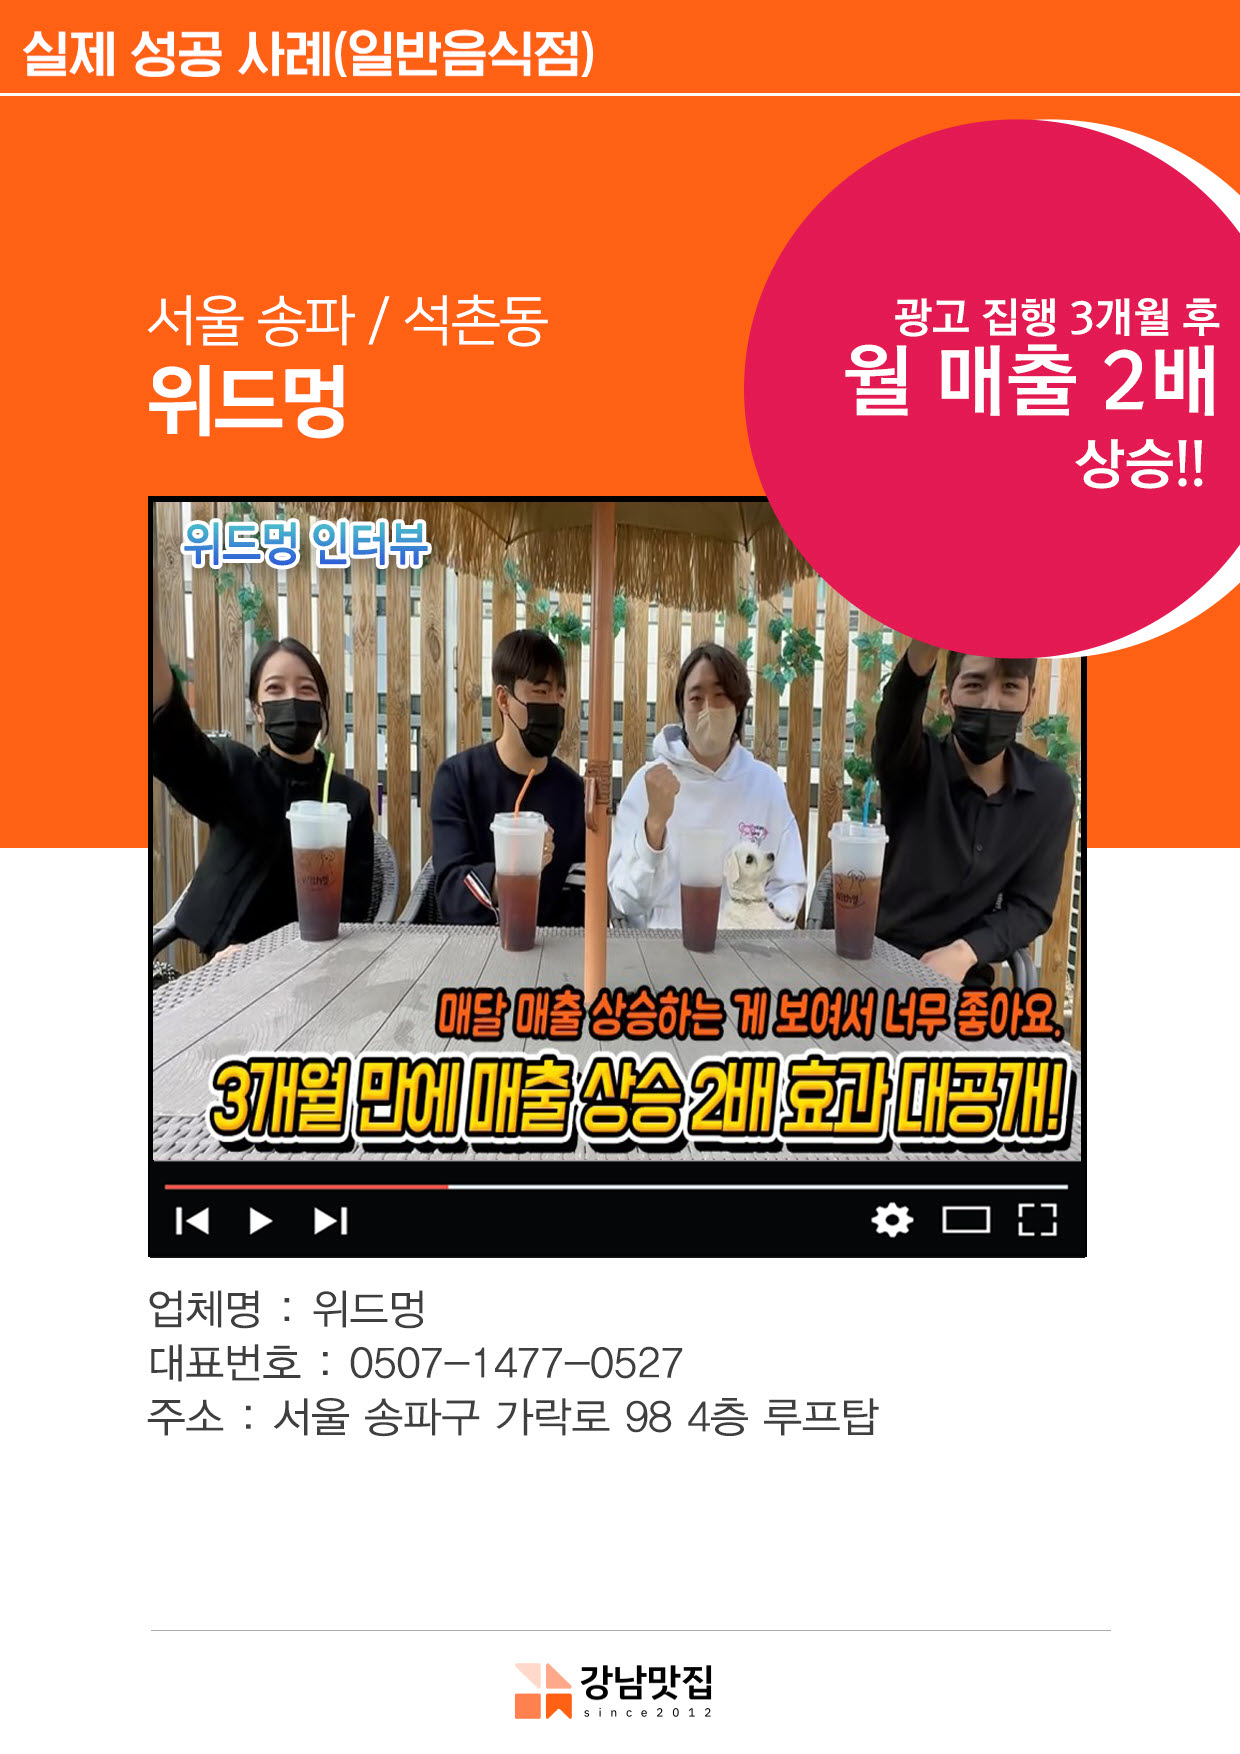 실제 성공 사례(일반음식점)
서울 송파 / 석촌동
위드멍
광고 집행 3개월 후
월 매출 2배
상승!!
위드멍 인터뷰
매달 매출 상승하는 게 보여서 너무 좋아요.
3개월 만에 매출 상승 2배 효과 대공개!
업체명 : 위드멍
대표번호 : 0507-1477-0527
주소 : 서울 송파구 가락로 98 4층 루프탑
강남맛집
since2012